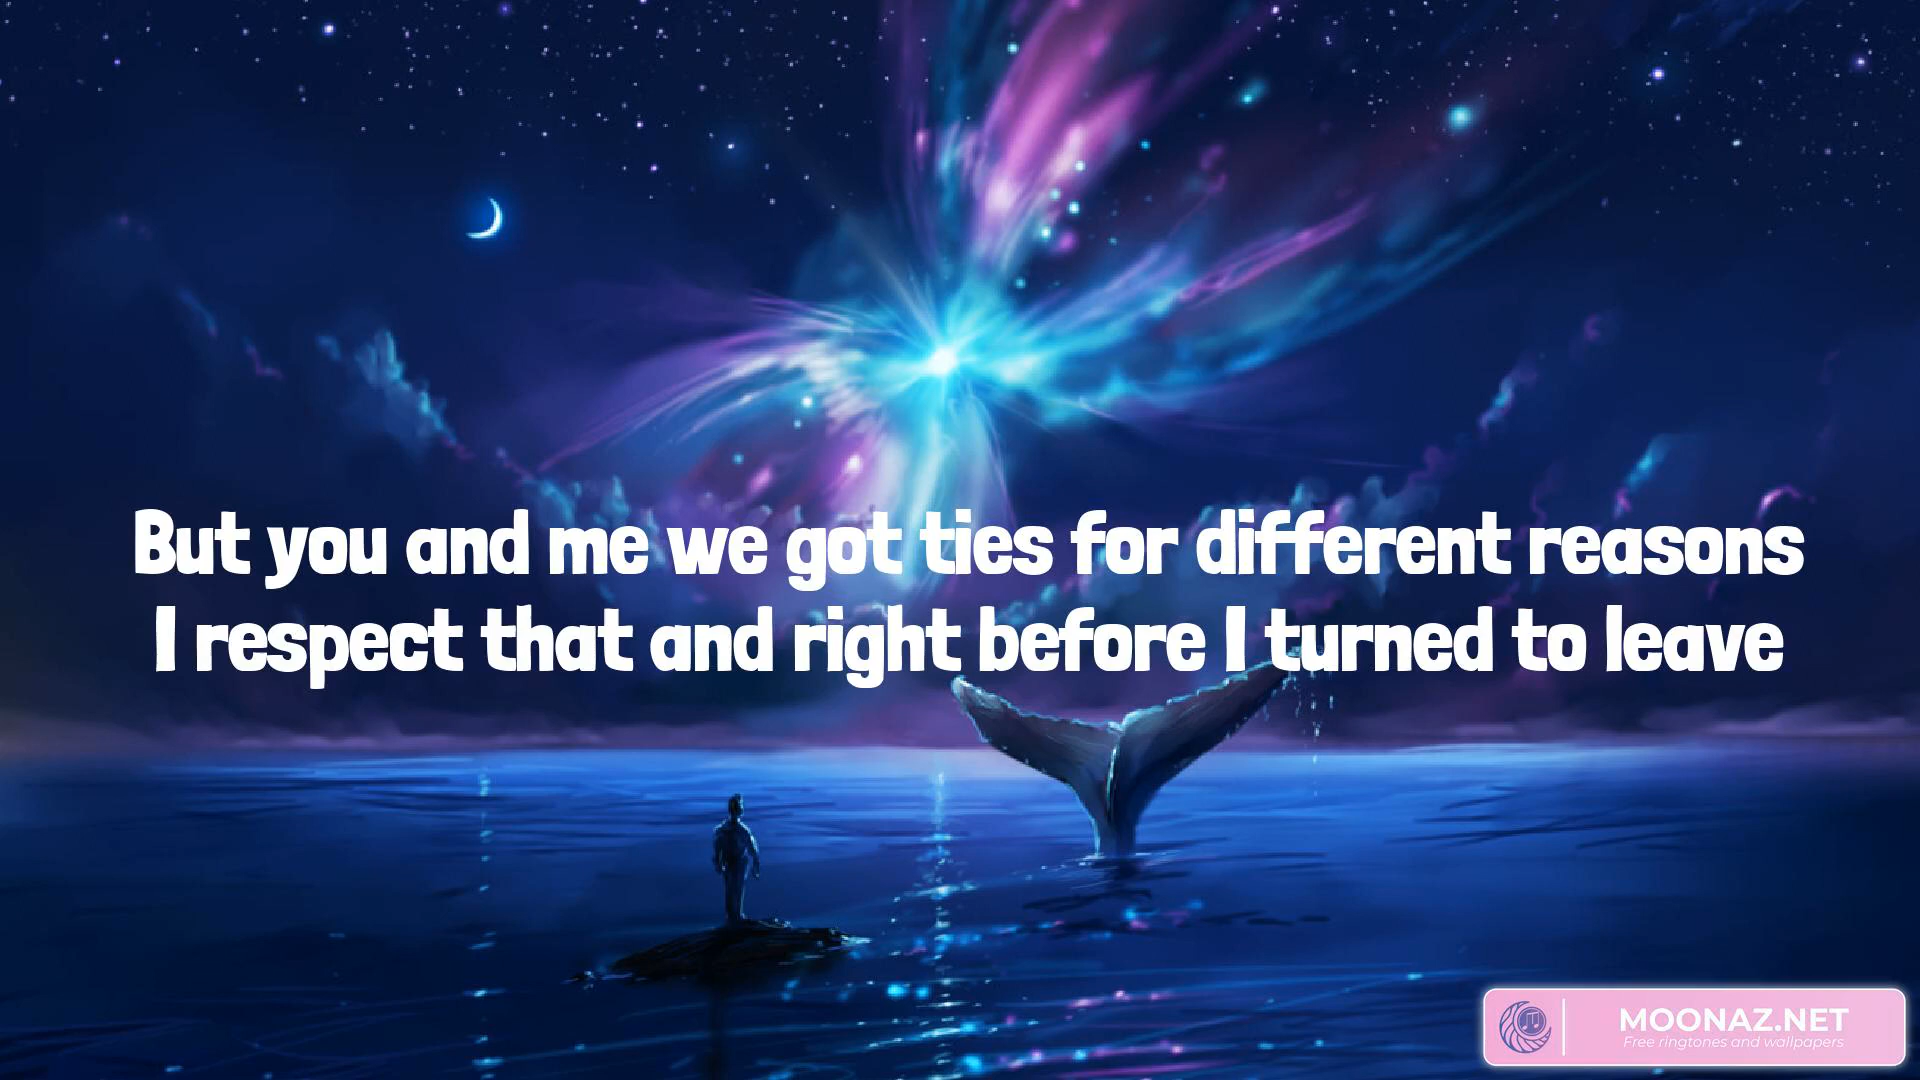 But you and me we got ties for different reasons
I respect that and right before I turned to leave
MOONAZ.NET
Free ringtones and wallpapers